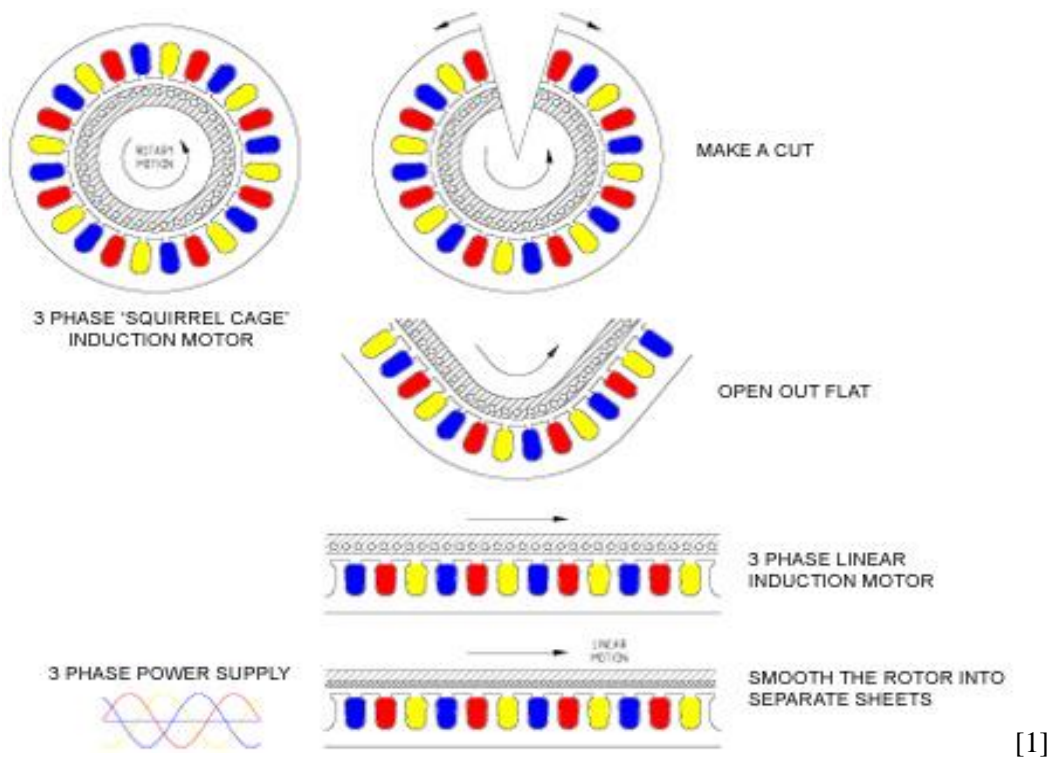 ROTARY
MOTION
MAKE A CUT
3 PHASE 'SQUIRREL CAGE'
INDUCTION MOTOR
OPEN OUT FLAT
3 PHASE LINEAR
INDUCTION MOTOR
LINEAR
MOTION
3 PHASE POWER SUPPLY
SMOOTH THE ROTOR INTO
SEPARATE SHEETS
[1]